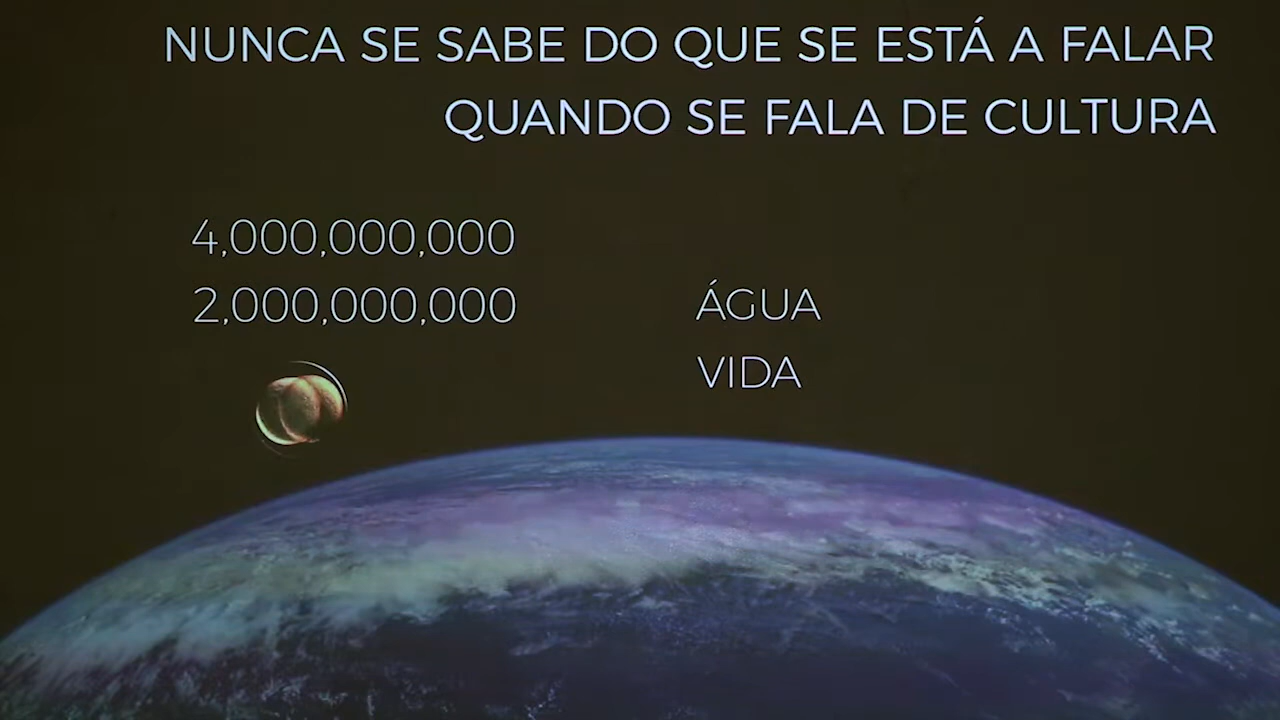 NUNCA SE SABE DO QUE SE ESTÁ A FALAR
QUANDO SE FALA DE CULTURA
4,000,000,000
2,000,000,000 ÁGUA
VIDA